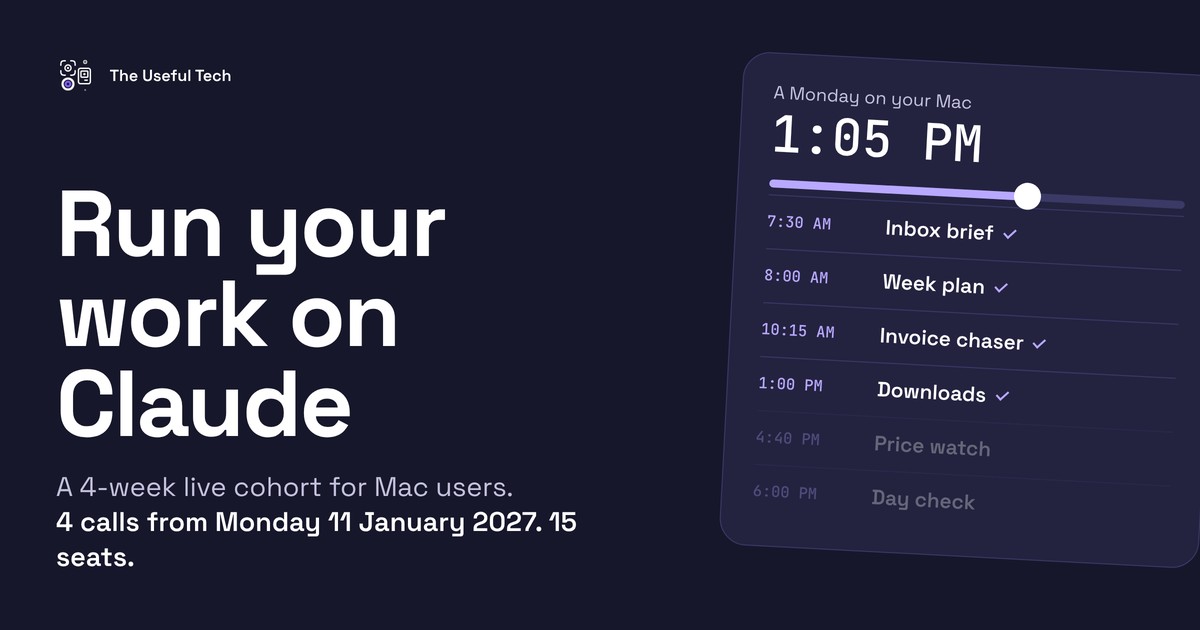 The Useful Tech
Run your
work on
Claude
A 4-week live cohort for Mac users.
4 calls from Monday 11 January 2027. 15
seats.
A Monday on your Mac
1:05 PM
7:30 AM Inbox brief ✓
8:00 AM Week plan ✓
10:15 AM Invoice chaser ✓
1:00 PM Downloads ✓
4:40 PM Price watch
6:00 PM Day check